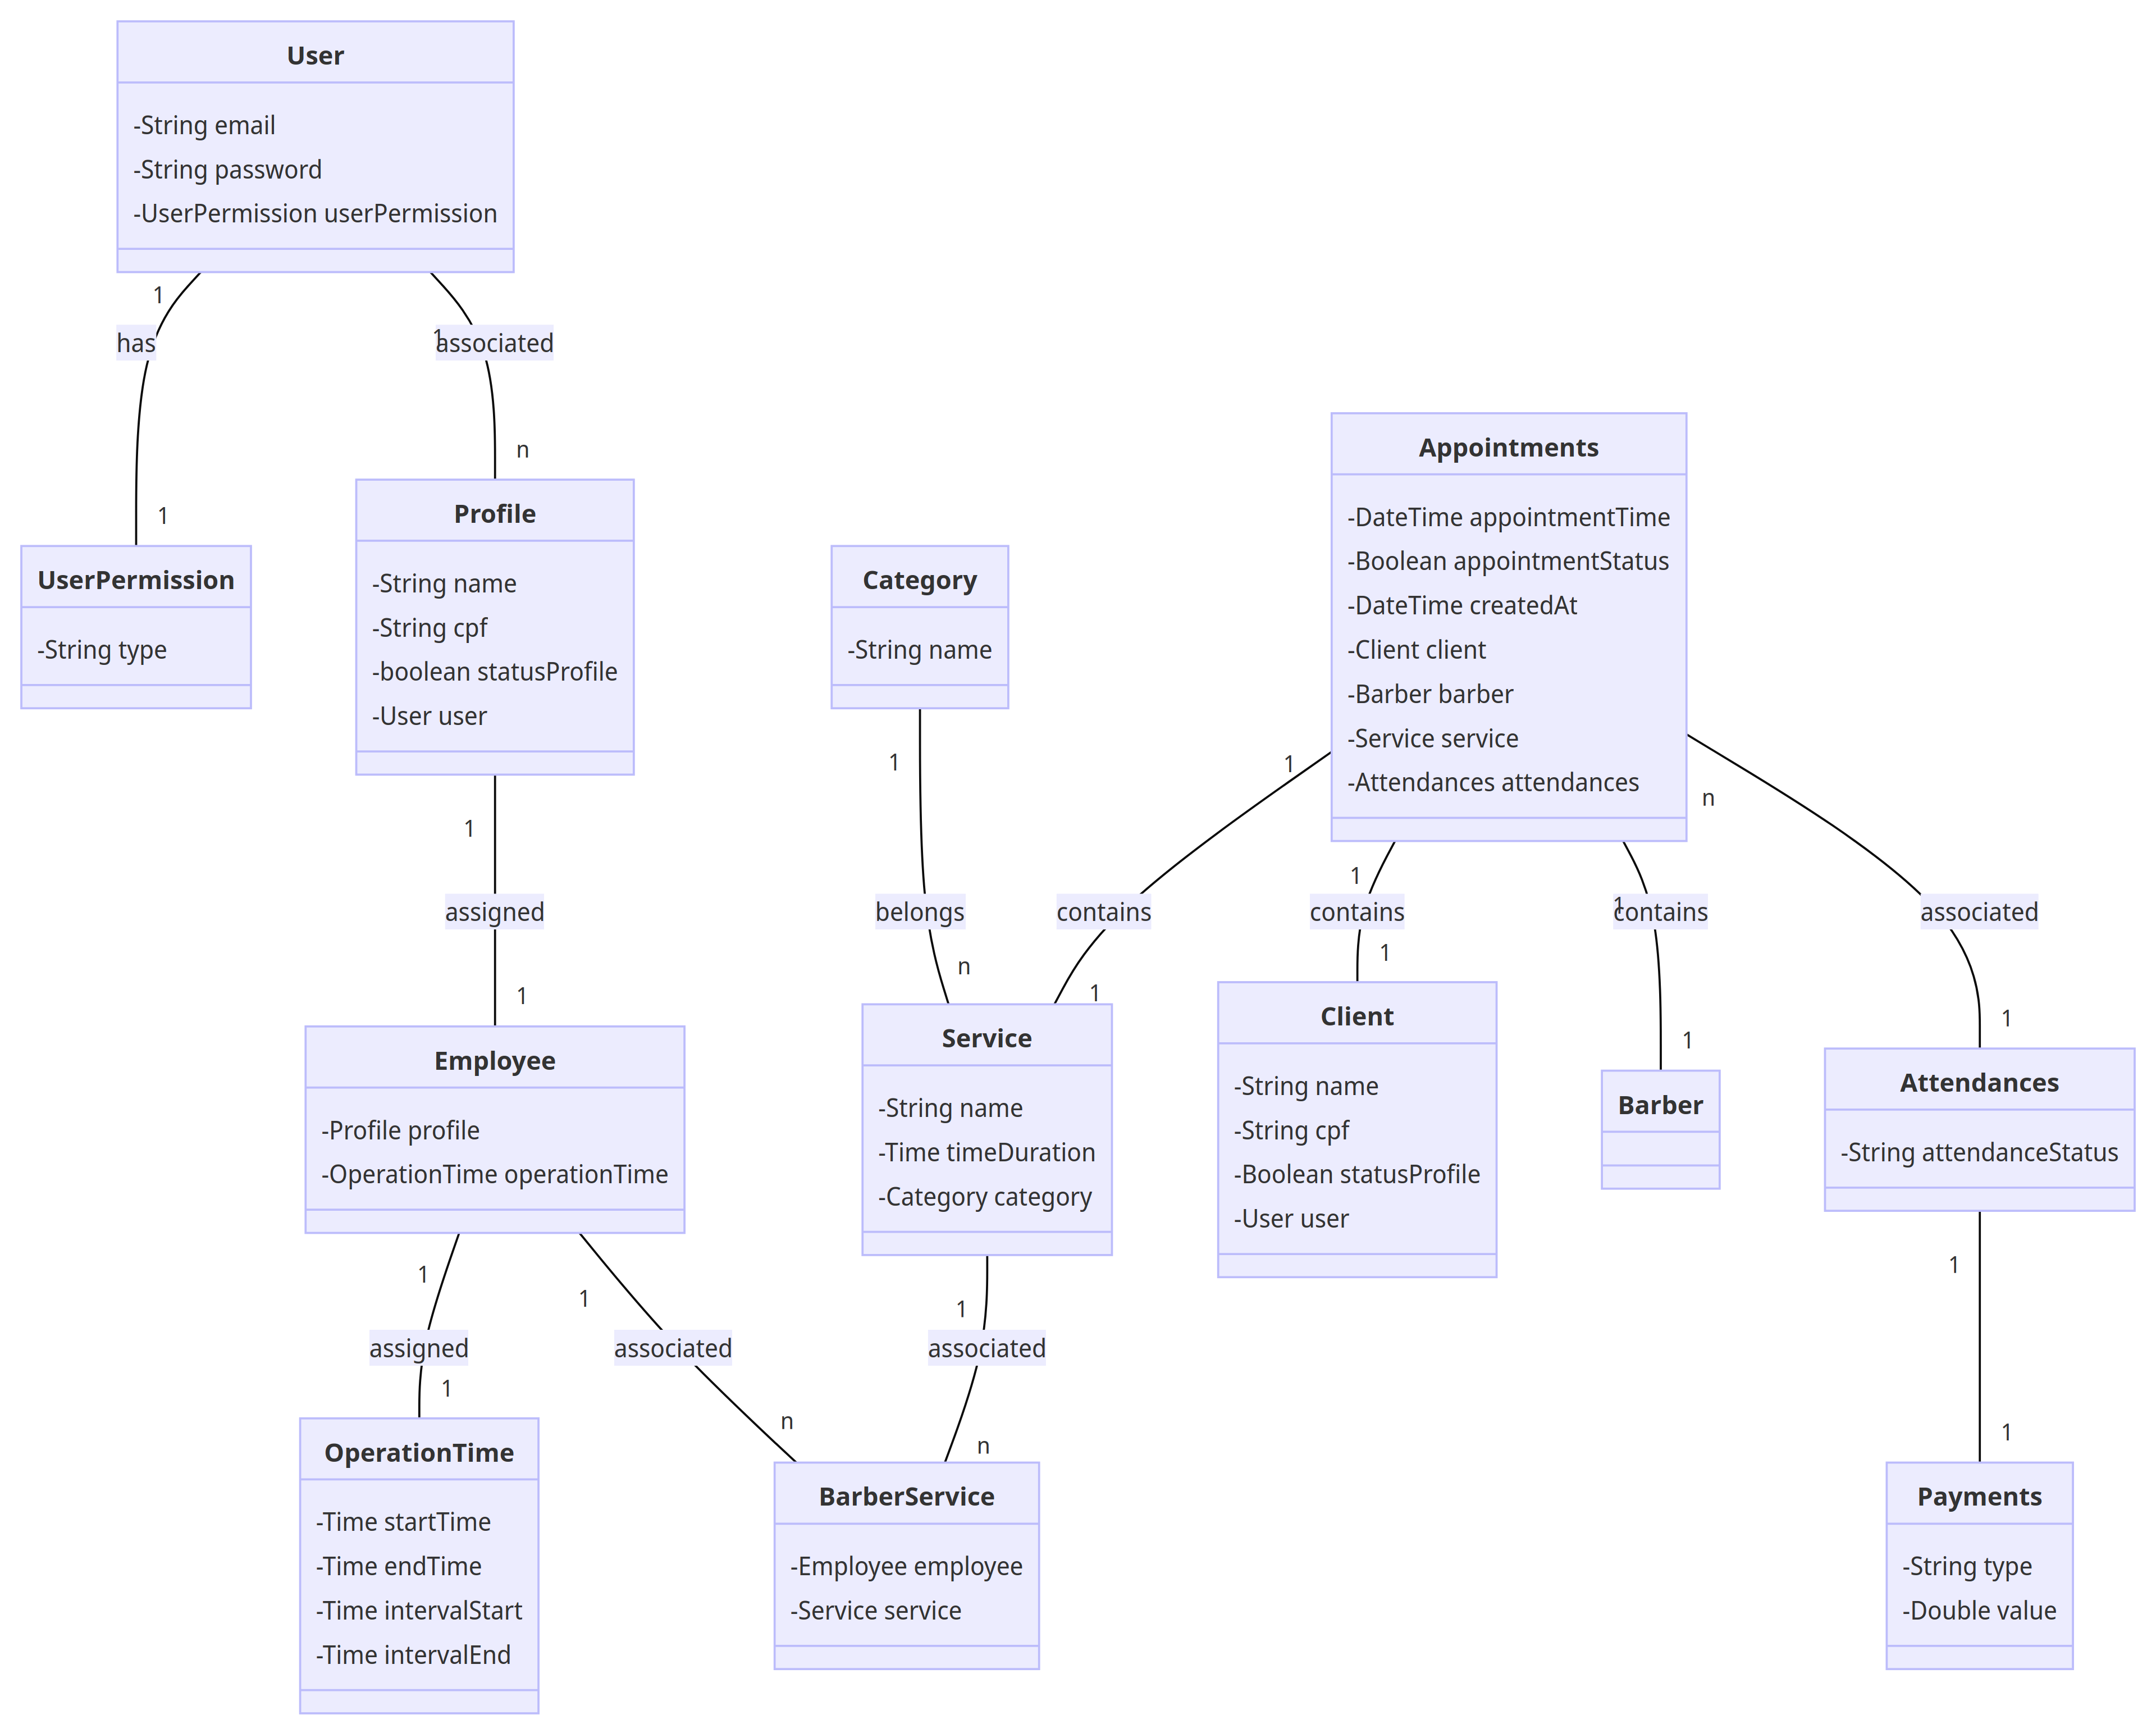 User
-String email
-String password
-UserPermission userPermission
1
has
1
1
associated
n
UserPermission
-String type
Profile
-String name
-String cpf
-boolean statusProfile
-User user
1
assigned
1
Category
-String name
1
belongs
n
Appointments
-DateTime appointmentTime
-Boolean appointmentStatus
-DateTime createdAt
-Client client
-Barber barber
-Service service
-Attendances attendances
1
contains
1
1
contains
1
1
contains
1
n
associated
1
Employee
-Profile profile
-OperationTime operationTime
1
assigned
1
1
associated
n
Service
-String name
-Time timeDuration
-Category category
1
associated
n
Client
-String name
-String cpf
-Boolean statusProfile
-User user
Barber
Attendances
-String attendanceStatus
1
1
OperationTime
-Time startTime
-Time endTime
-Time intervalStart
-Time intervalEnd
BarberService
-Employee employee
-Service service
Payments
-String type
-Double value